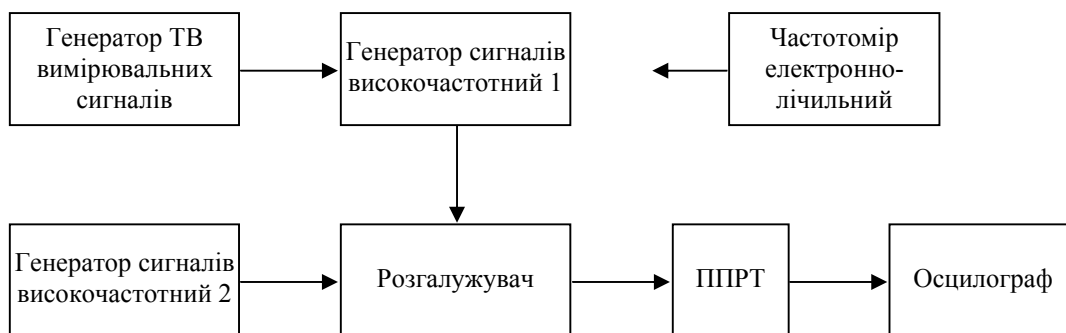 Генератор ТВ
вимірювальних
сигналів
Генератор сигналів
високочастотний 1
Частотомір
електронно-
лічильний
Генератор сигналів
високочастотний 2
Розгалужувач
ППРТ
Осцилограф